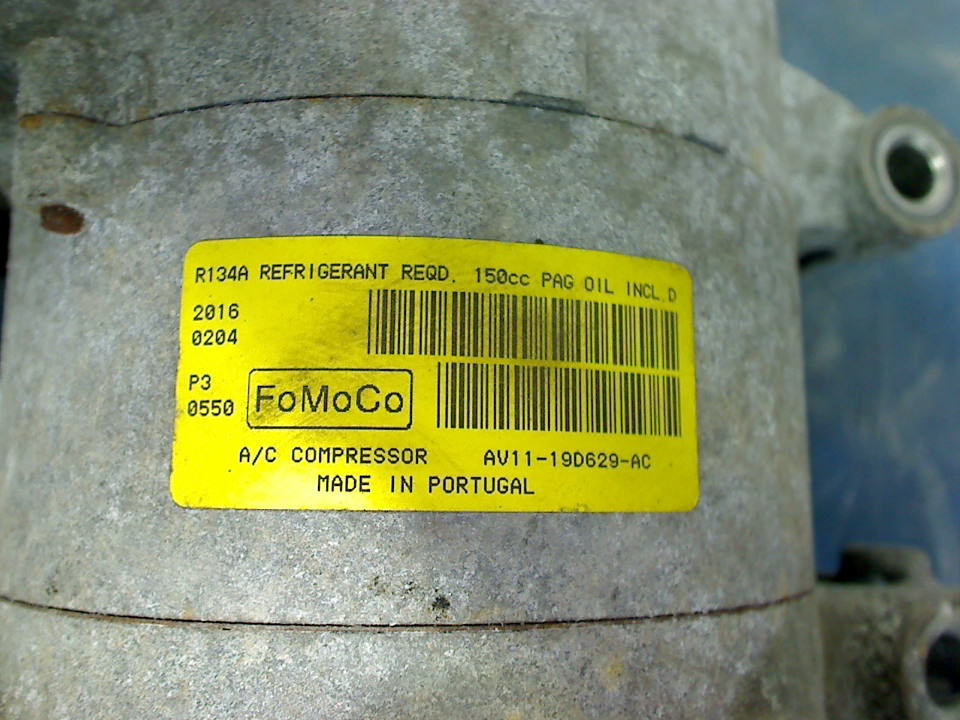 R134A REFRIGERANT REQD. 150cc PAG OIL INCL.D
2016
0204
P3
0550
FoMoCo
A/C COMPRESSOR AV11-19D629-AC
MADE IN PORTUGAL